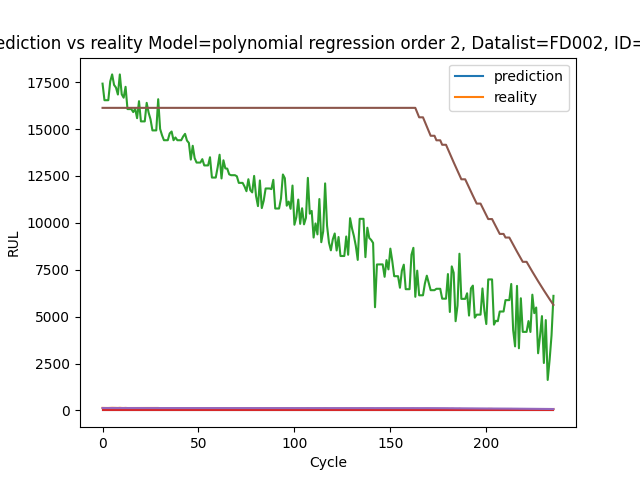 ediction vs reality Model=polynomial regression order 2, Datalist=FD002, ID=
prediction
reality
RUL
17500
15000
12500
10000
7500
5000
2500
0
0 50 100 150 200
Cycle